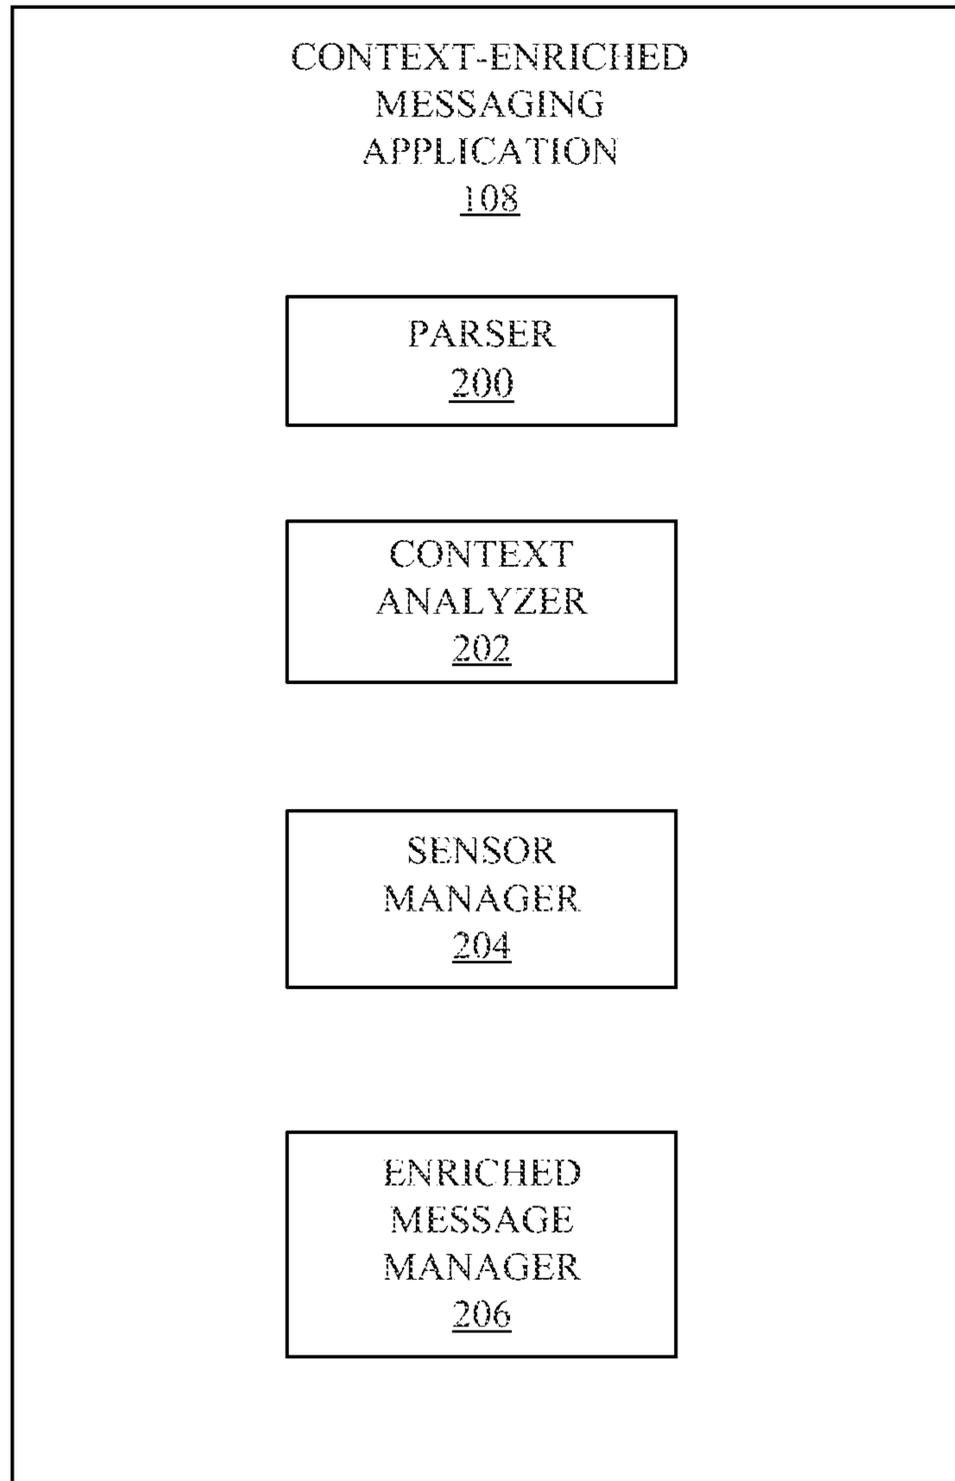 CONTEXT-ENRICHED
MESSAGING
APPLICATION
108
PARSER
200
CONTEXT
ANALYZER
202
SENSOR
MANAGER
204
ENRICHED
MESSAGE
MANAGER
206